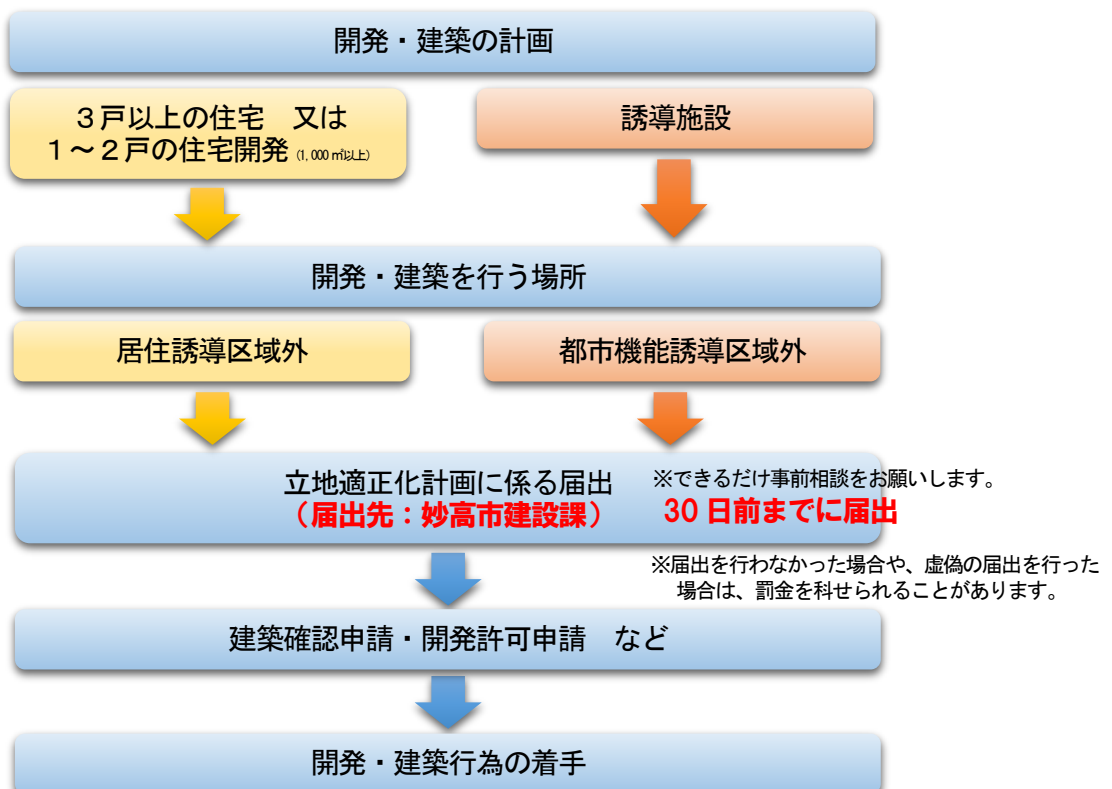 開発・建築の計画
３戸以上の住宅　又は
１～２戸の住宅開発（1,000㎡以上）
誘導施設
開発・建築を行う場所
居住誘導区域外
都市機能誘導区域外
立地適正化計画に係る届出
（届出先：妙高市建設課）
※できるだけ事前相談をお願いします。
30日前までに届出
※届出を行わなかった場合や、虚偽の届出を行った
場合は、罰金を科せられることがあります。
建築確認申請・開発許可申請　など
開発・建築行為の着手